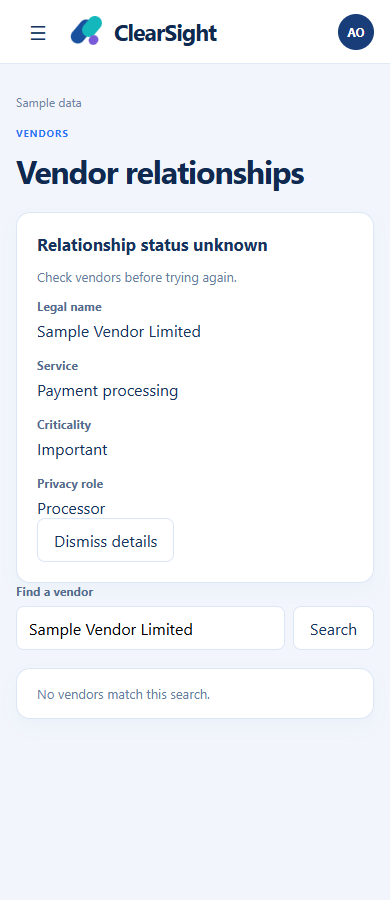 ClearSight
AO
Sample data
VENDORS
Vendor relationships
Relationship status unknown
Check vendors before trying again.
Legal name
Sample Vendor Limited
Service
Payment processing
Criticality
Important
Privacy role
Processor
Dismiss details
Find a vendor
Sample Vendor Limited
Search
No vendors match this search.